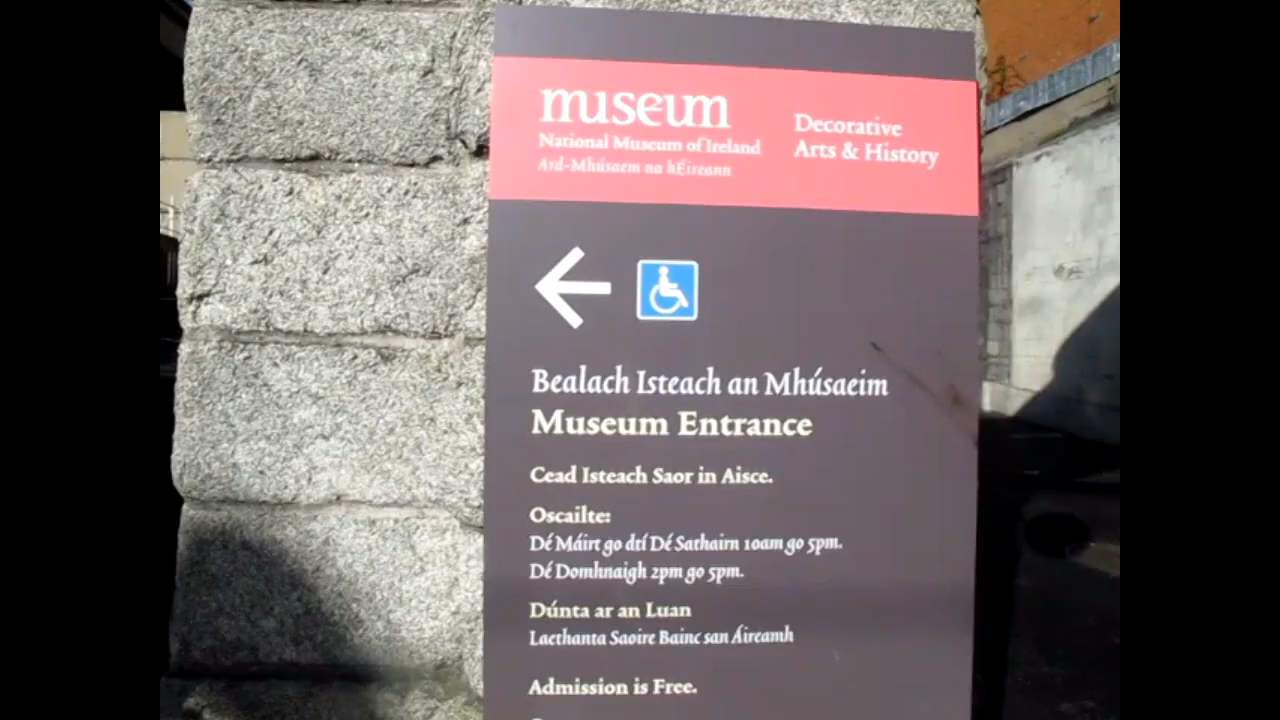 museum
National Museum of Ireland
Ard-Mhúsaem na hÉireann
Decorative
Arts & History
Bealach Isteach an Mhúsaeim
Museum Entrance
Cead Isteach Saor in Aisce.
Oscailte:
Dé Máirt go dtí Dé Sathairn 10am go 5pm.
Dé Domhnaigh 2pm go 5pm.
Dúnta ar an Luan
Laethanta Saoire Bainc san Áireamh
Admission is Free.